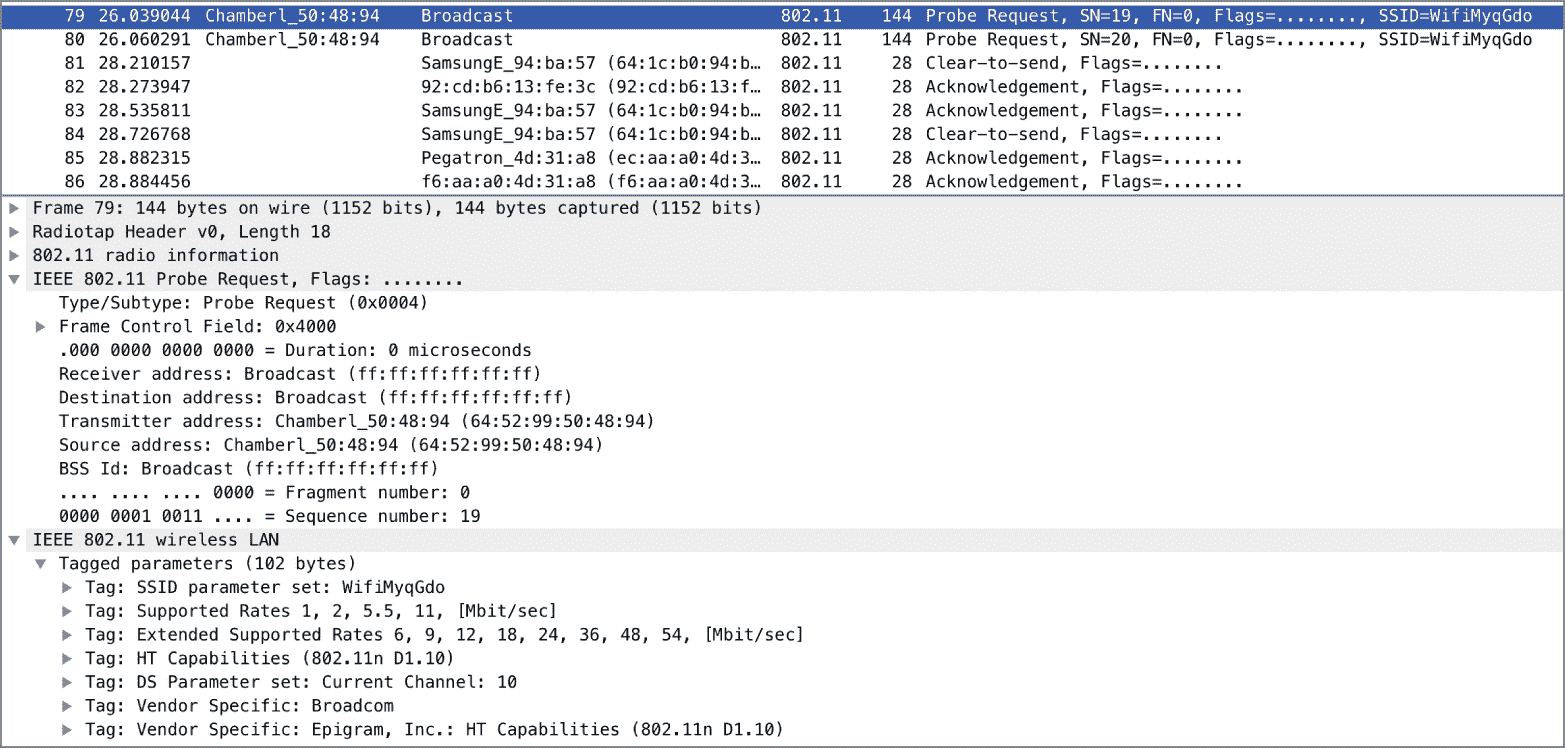 79 26.039044 Chamberl_50:48:94 Broadcast 802.11 144 Probe Request, SN=19, FN=0, Flags=........, SSID=WifiMyqGdo
80 26.060291 Chamberl_50:48:94 Broadcast 802.11 144 Probe Request, SN=20, FN=0, Flags=........, SSID=WifiMyqGdo
81 28.210157 SamsungE_94:ba:57 (64:1c:b0:94:b… 802.11 28 Clear-to-send, Flags=........
82 28.273947 92:cd:b6:13:fe:3c (92:cd:b6:13:f… 802.11 28 Acknowledgement, Flags=........
83 28.535811 SamsungE_94:ba:57 (64:1c:b0:94:b… 802.11 28 Acknowledgement, Flags=........
84 28.726768 SamsungE_94:ba:57 (64:1c:b0:94:b… 802.11 28 Clear-to-send, Flags=........
85 28.882315 Pegatron_4d:31:a8 (ec:aa:a0:4d:3… 802.11 28 Acknowledgement, Flags=........
86 28.884456 f6:aa:a0:4d:31:a8 (f6:aa:a0:4d:3… 802.11 28 Acknowledgement, Flags=........
Frame 79: 144 bytes on wire (1152 bits), 144 bytes captured (1152 bits)
Radiotap Header v0, Length 18
802.11 radio information
IEEE 802.11 Probe Request, Flags: ........
Type/Subtype: Probe Request (0x0004)
Frame Control Field: 0x4000
.000 0000 0000 0000 = Duration: 0 microseconds
Receiver address: Broadcast (ff:ff:ff:ff:ff:ff)
Destination address: Broadcast (ff:ff:ff:ff:ff:ff)
Transmitter address: Chamberl_50:48:94 (64:52:99:50:48:94)
Source address: Chamberl_50:48:94 (64:52:99:50:48:94)
BSS Id: Broadcast (ff:ff:ff:ff:ff:ff)
.... .... .... 0000 = Fragment number: 0
0000 0001 0011 .... = Sequence number: 19
IEEE 802.11 wireless LAN
Tagged parameters (102 bytes)
Tag: SSID parameter set: WifiMyqGdo
Tag: Supported Rates 1, 2, 5.5, 11, [Mbit/sec]
Tag: Extended Supported Rates 6, 9, 12, 18, 24, 36, 48, 54, [Mbit/sec]
Tag: HT Capabilities (802.11n D1.10)
Tag: DS Parameter set: Current Channel: 10
Tag: Vendor Specific: Broadcom
Tag: Vendor Specific: Epigram, Inc.: HT Capabilities (802.11n D1.10)